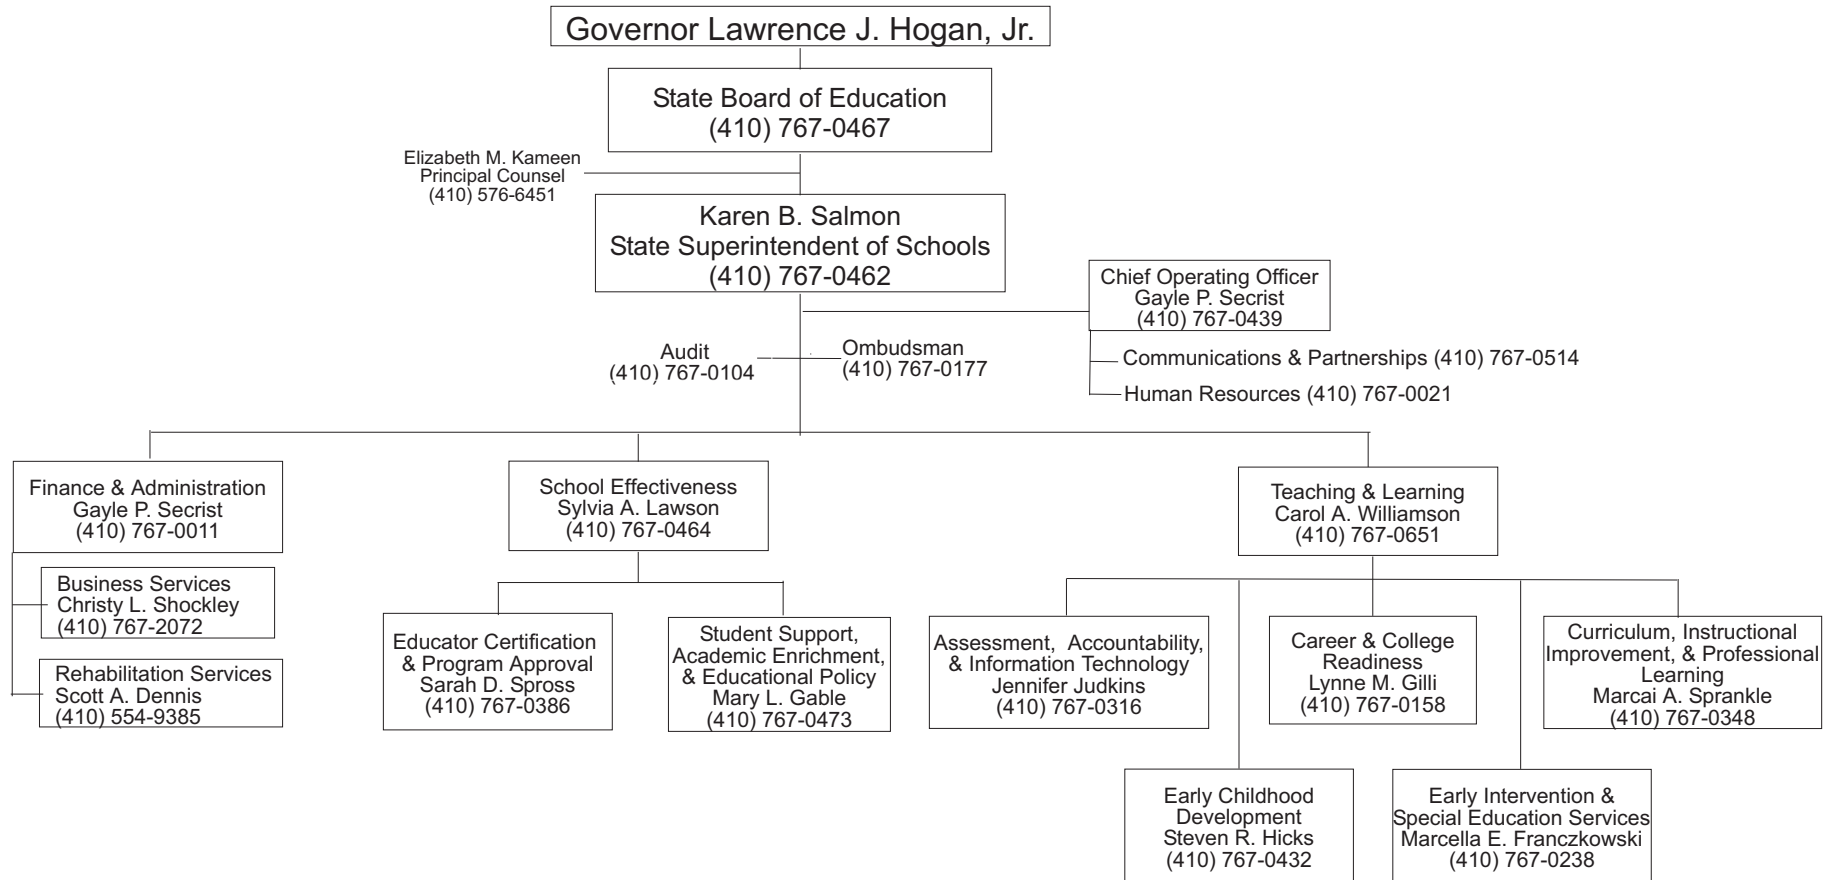 Governor Lawrence J. Hogan, Jr.
State Board of Education
(410) 767-0467
Elizabeth M. Kameen
Principal Counsel
(410) 576-6451
Karen B. Salmon
State Superintendent of Schools
(410) 767-0462
Chief Operating Officer
Gayle P. Secrist
(410) 767-0439
Audit
(410) 767-0104
Ombudsman
(410) 767-0177
Communications & Partnerships (410) 767-0514
Human Resources (410) 767-0021
Finance & Administration
Gayle P. Secrist
(410) 767-0011
Business Services
Christy L. Shockley
(410) 767-2072
Rehabilitation Services
Scott A. Dennis
(410) 554-9385
School Effectiveness
Sylvia A. Lawson
(410) 767-0464
Educator Certification
& Program Approval
Sarah D. Spross
(410) 767-0386
Student Support,
Academic Enrichment,
& Educational Policy
Mary L. Gable
(410) 767-0473
Teaching & Learning
Carol A. Williamson
(410) 767-0651
Assessment, Accountability,
& Information Technology
Jennifer Judkins
(410) 767-0316
Career & College
Readiness
Lynne M. Gilli
(410) 767-0158
Curriculum, Instructional
Improvement, & Professional
Learning
Marcai A. Sprankle
(410) 767-0348
Early Childhood
Development
Steven R. Hicks
(410) 767-0432
Early Intervention &
Special Education Services
Marcella E. Franczkowski
(410) 767-0238